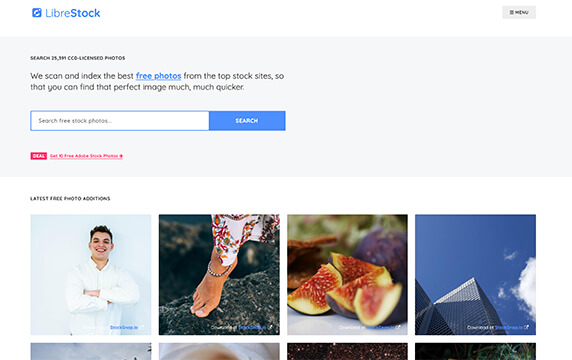 LibreStock
≡ MENU
SEARCH 25,391 CC0-LICENSED PHOTOS
We scan and index the best free photos from the top stock sites, so
that you can find that perfect image much, much quicker.
Search free stock photos...
SEARCH
DEAL Get 10 Free Adobe Stock Photos
LATEST FREE PHOTO ADDITIONS
StockSnap.io
Download at StockSnap.io
Download at
Download at StockSnap.io